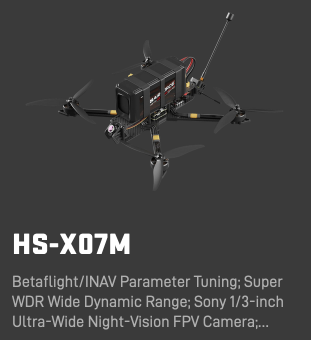 HS-X07M
Betaflight/INAV Parameter Tuning; Super
WDR Wide Dynamic Range; Sony 1/3-inch
Ultra-Wide Night-Vision FPV Camera;...